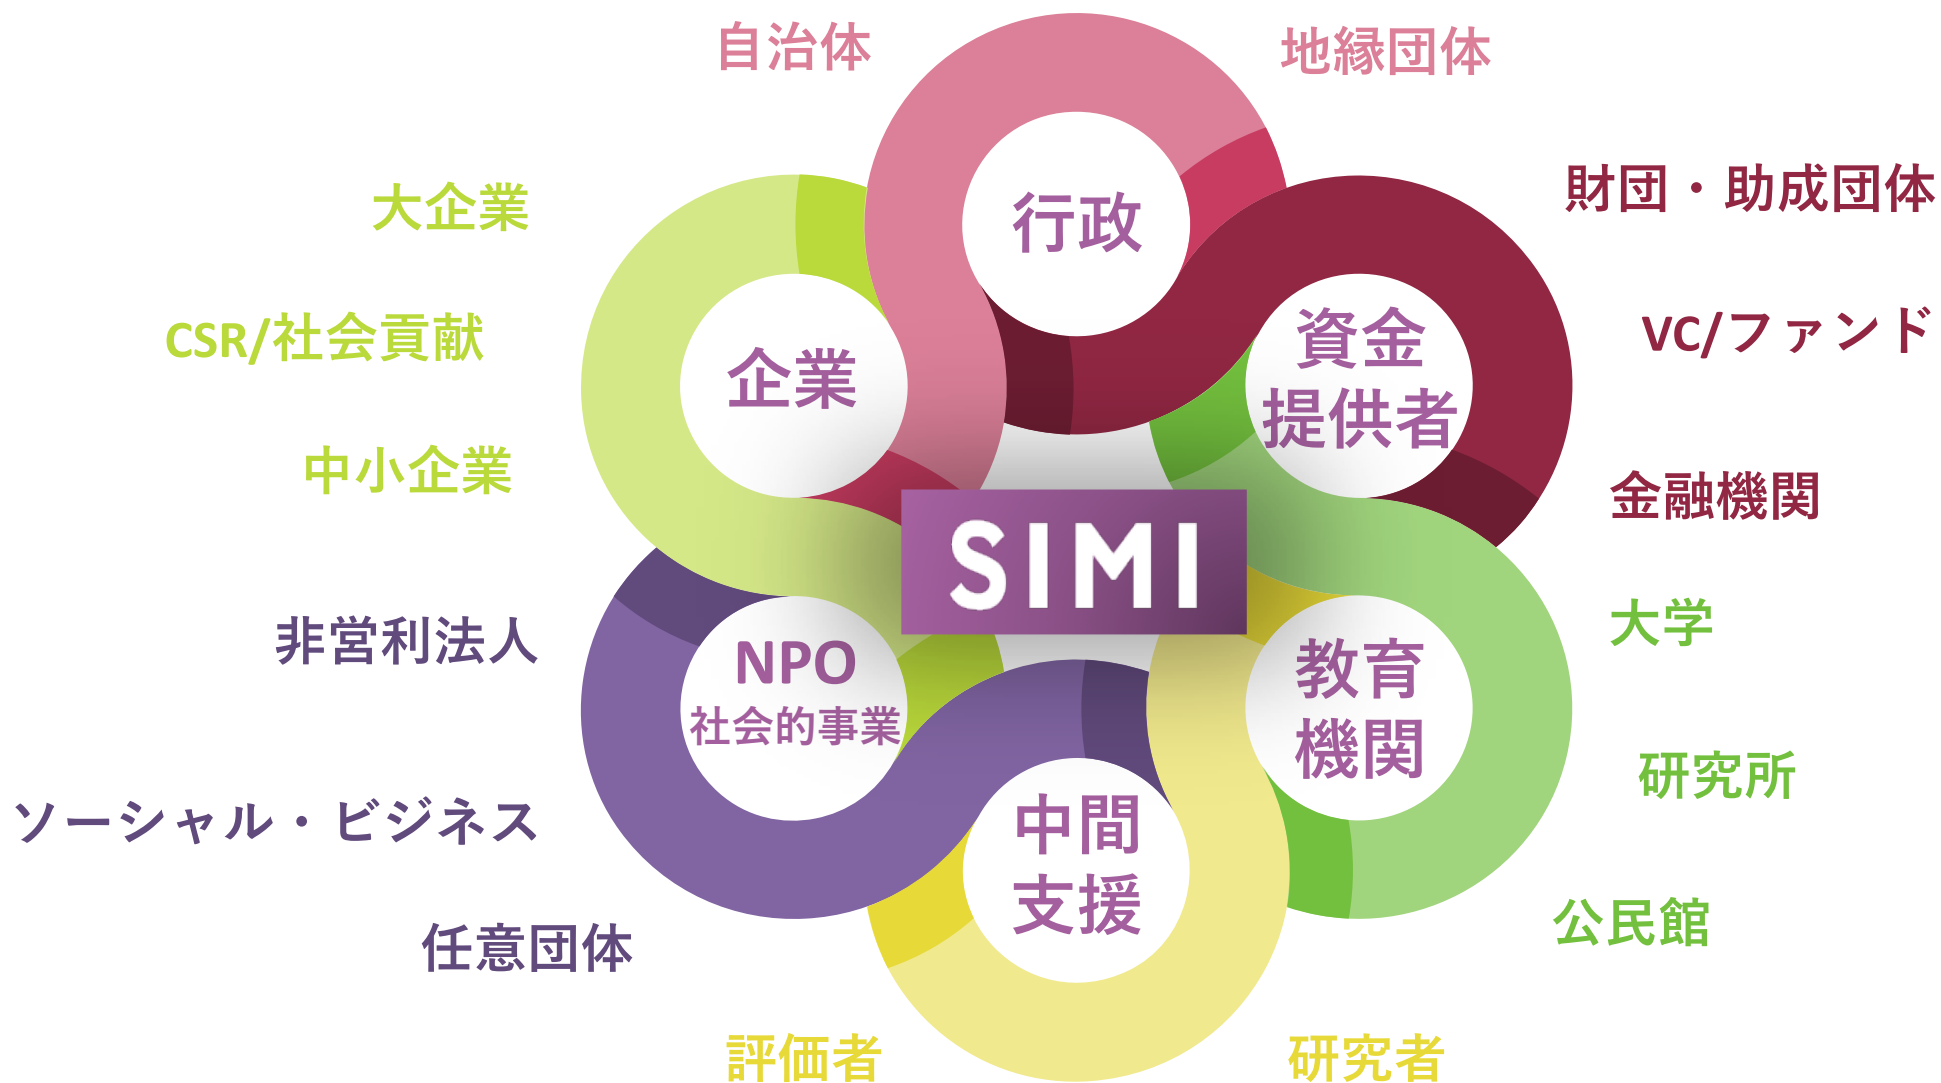 自治体
地縁団体
行政
財団・助成団体
VC/ファンド
金融機関
資金
提供者
大企業
CSR/社会貢献
中小企業
企業
SIMI
非営利法人
ソーシャル・ビジネス
任意団体
NPO
社会的事業
大学
研究所
公民館
教育
機関
中間
支援
評価者
研究者